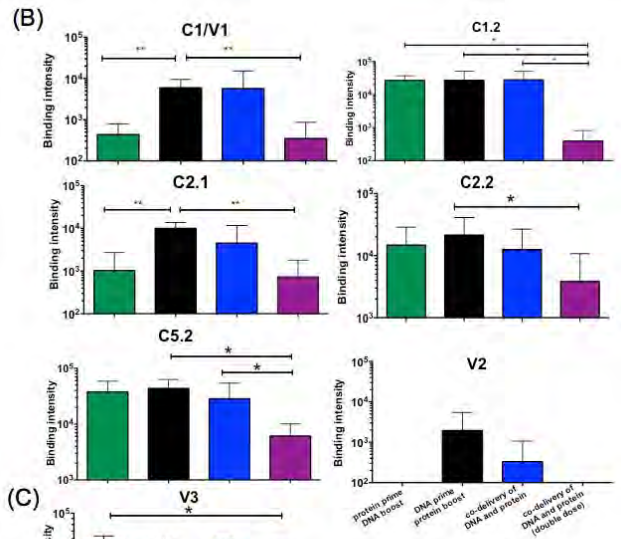 (B)
C1/V1
Binding intensity
10⁵
10⁴
10³
10²
**
**
C1.2
Binding intensity
10⁵
10⁴
10³
10²
*
*
*
C2.1
Binding intensity
10⁵
10⁴
10³
10²
**
**
C2.2
Binding intensity
10⁵
10⁴
10³
*
C5.2
Binding intensity
10⁵
10⁴
10³
*
*
V2
Binding intensity
10⁵
10⁴
10³
10²
protein prime
DNA boost
DNA prime
protein boost
co-delivery of
DNA and protein
co-delivery of
DNA and protein
(double dose)
(C)
V3
10⁵
*